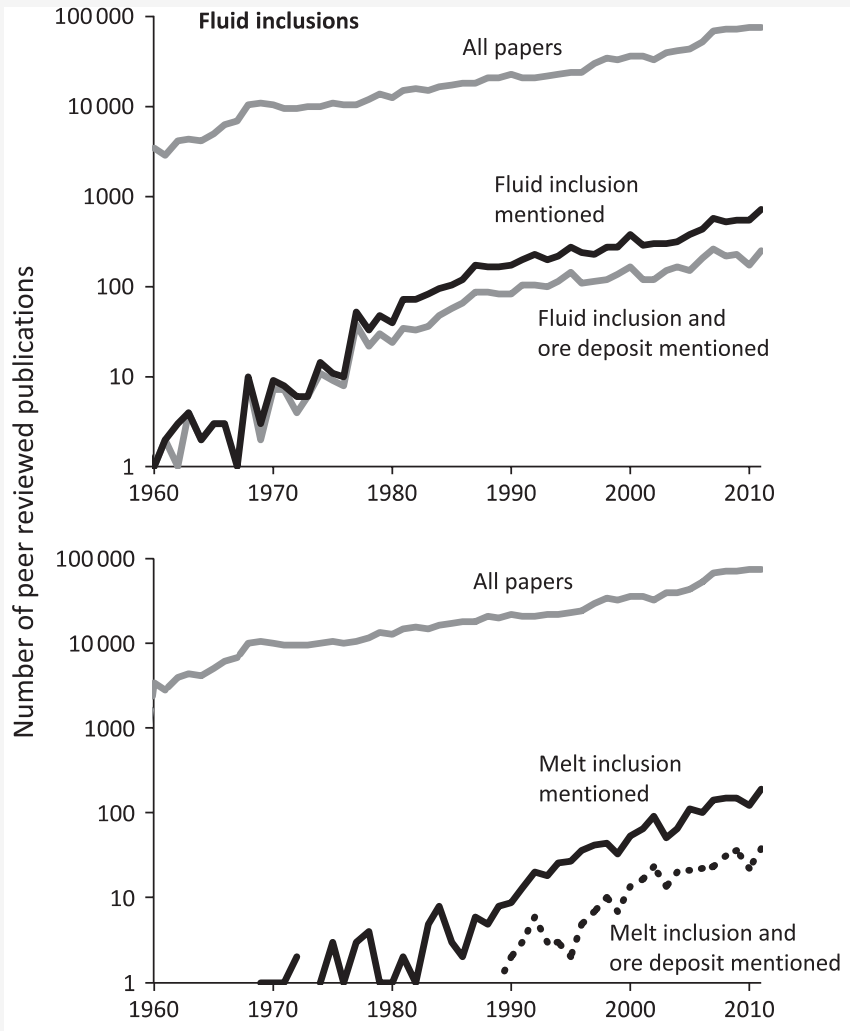 Fluid inclusions
Number of peer reviewed publications
100 000
10 000
1000
100
10
1
All papers
Fluid inclusion
mentioned
Fluid inclusion and
ore deposit mentioned
1960 1970 1980 1990 2000 2010
100 000
10 000
1000
100
10
1
All papers
Melt inclusion
mentioned
Melt inclusion and
ore deposit mentioned
1960 1970 1980 1990 2000 2010